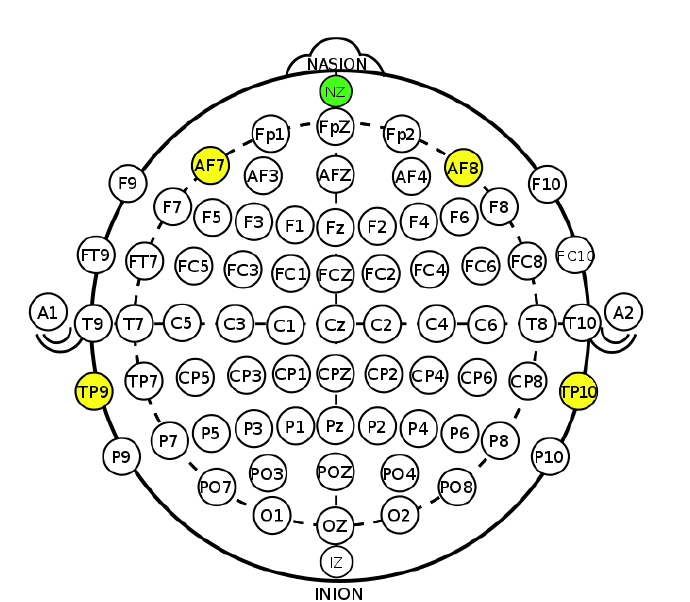 NASION
NZ
Fp1 FpZ Fp2
AF7 AF3 AFZ AF4 AF8
F9 F7 F5 F3 F1 Fz F2 F4 F6 F8 F10
FT9 FT7 FC5 FC3 FC1 FCZ FC2 FC4 FC6 FC8 FC10
A1 T9 T7 C5 C3 C1 Cz C2 C4 C6 T8 T10 A2
TP9 TP7 CP5 CP3 CP1 CPZ CP2 CP4 CP6 CP8 TP10
P9 P7 P5 P3 P1 Pz P2 P4 P6 P8 P10
PO7 PO3 POZ PO4 PO8
O1 OZ O2
IZ
INION